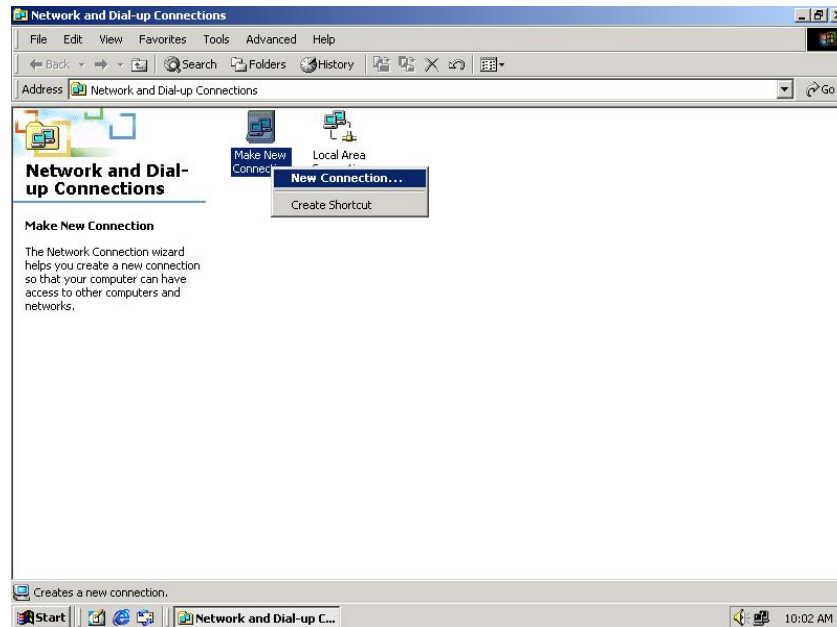 Network and Dial-up Connections
File Edit View Favorites Tools Advanced Help
Back Search Folders History
Address Network and Dial-up Connections Go
Network and Dial-
up Connections
Make New Connection
The Network Connection wizard
helps you create a new connection
so that your computer can have
access to other computers and
networks.
Make New
Local Area
New Connection...
Create Shortcut
Creates a new connection.
Start Network and Dial-up C... 10:02 AM